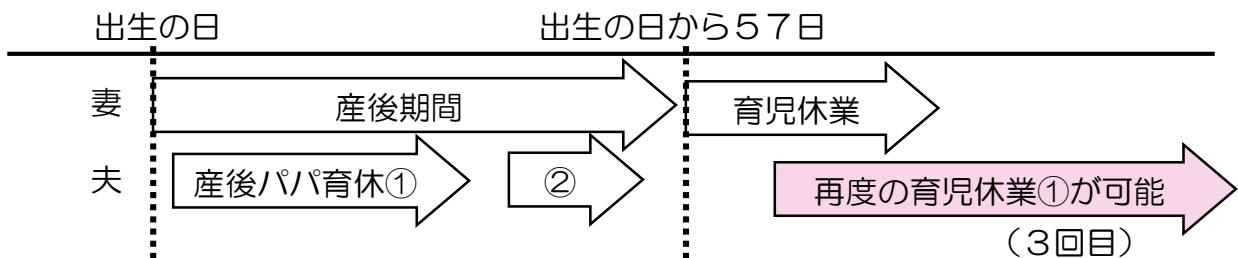 出生の日
出生の日から５７日
妻
産後期間
育児休業
夫
産後パパ育休①
②
再度の育児休業①が可能
（３回目）